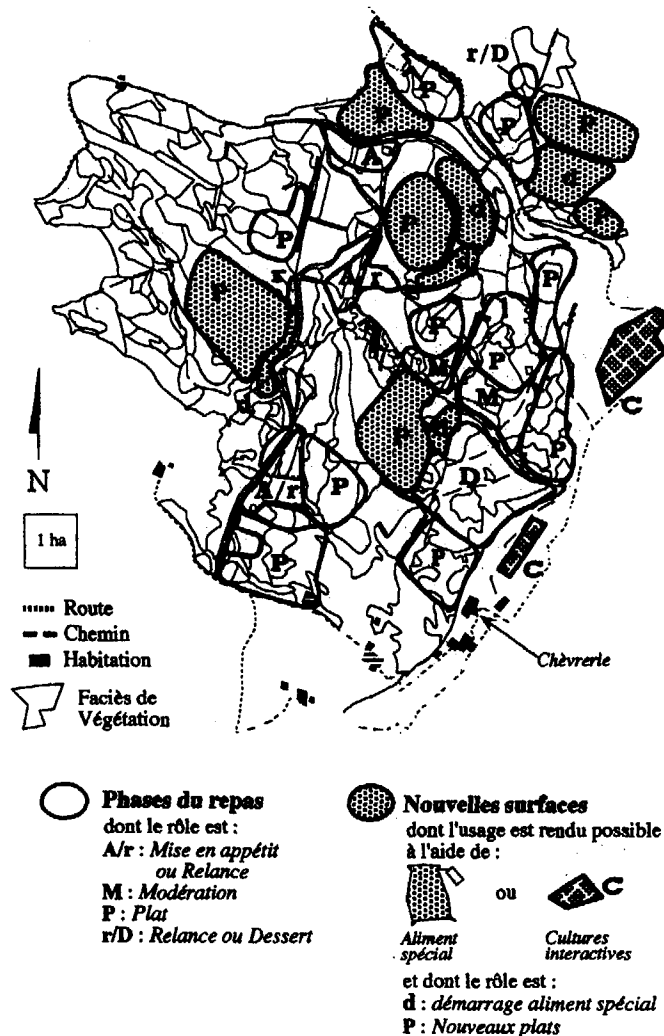 r/D
P
P
P
P
A
d
d
P
P
P
P
r
A/r
P
P
P
P
M
M
C
P
P
D
A/r
P
P
P
C
N
1 ha
Route
Chemin
Habitation
Faciès de
Végétation
Chèvrerie
Phases du repas
dont le rôle est :
A/r : Mise en appétit
ou Relance
M : Modération
P : Plat
r/D : Relance ou Dessert
Nouvelles surfaces
dont l'usage est rendu possible
à l'aide de :
ou
C
Aliment
spécial
Cultures
interactives
et dont le rôle est :
d : démarrage aliment spécial
P : Nouveaux plats